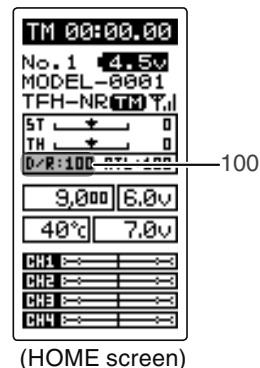 TM 00:00.00
No.1 4.5v
MODEL-0001
TFH-NR TM
ST 0
TH 0
D/R:100 ATL:100 100
9,000 6.0v
40°c 7.0v
CH1
CH2
CH3
CH4
(HOME screen)